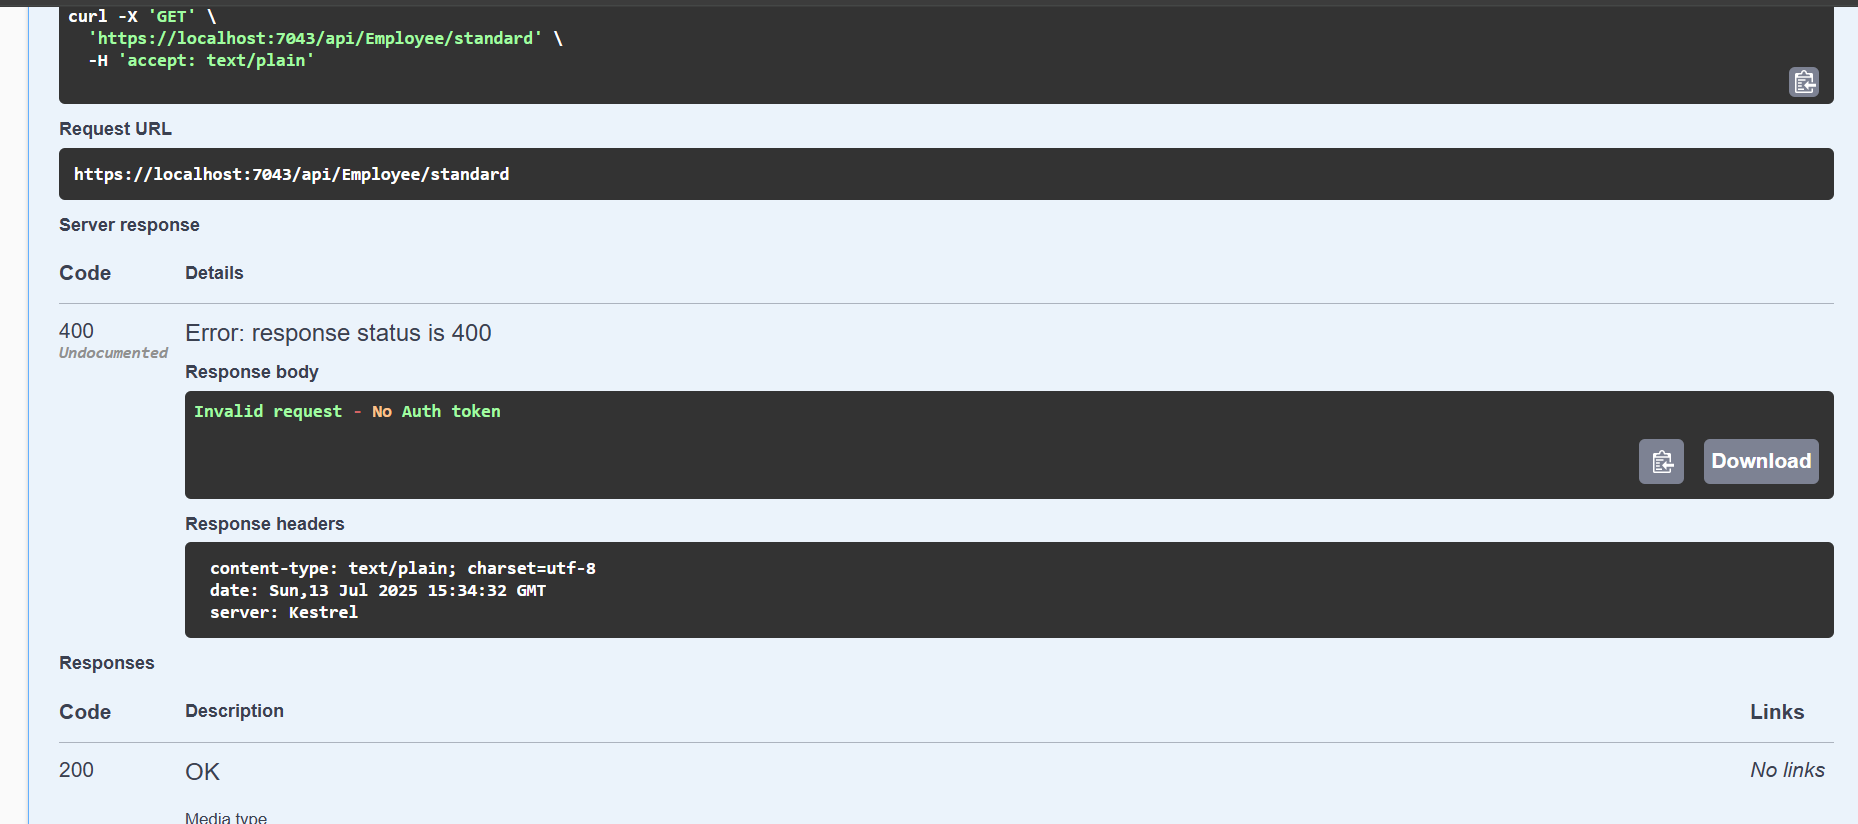 curl -X 'GET' \
'https://localhost:7043/api/Employee/standard' \
-H 'accept: text/plain'
Request URL
https://localhost:7043/api/Employee/standard
Server response
Code Details
400 Error: response status is 400
Undocumented
Response body
Invalid request - No Auth token
Download
Response headers
content-type: text/plain; charset=utf-8
date: Sun,13 Jul 2025 15:34:32 GMT
server: Kestrel
Responses
Code Description Links
200 OK No links
Media type